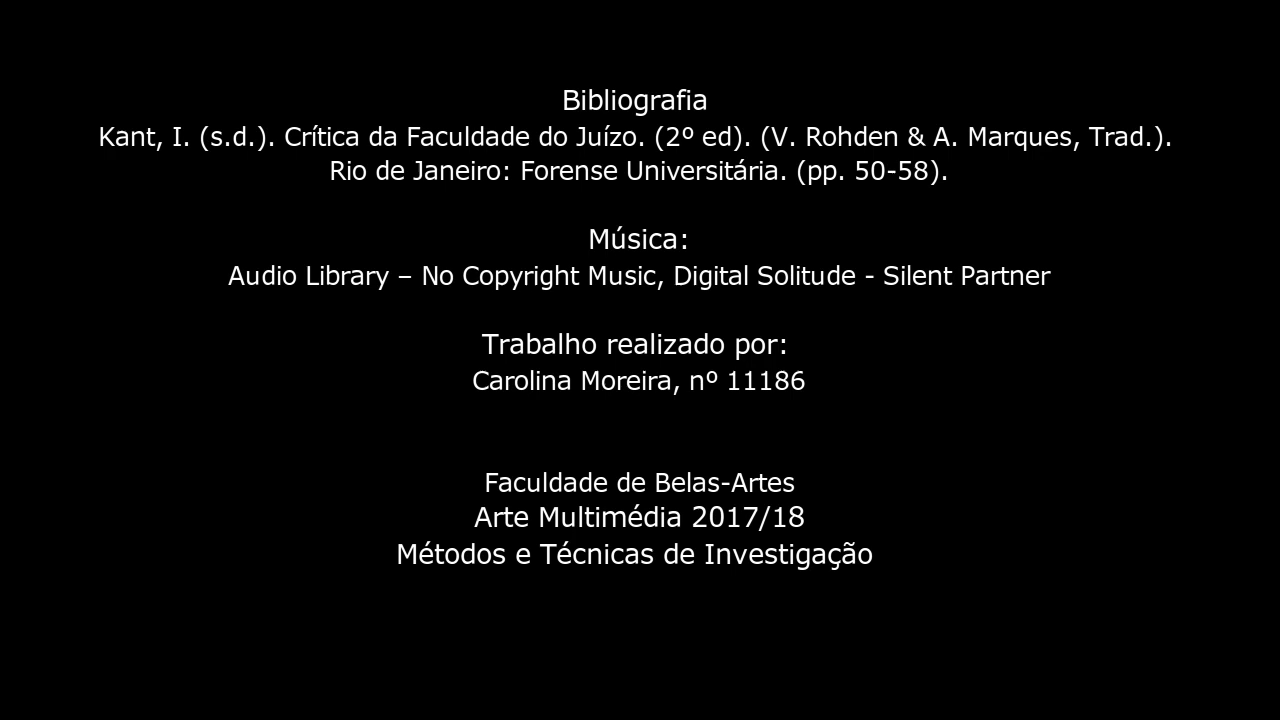 Bibliografia
Kant, I. (s.d.). Crítica da Faculdade do Juízo. (2º ed). (V. Rohden & A. Marques, Trad.).
Rio de Janeiro: Forense Universitária. (pp. 50-58).
Música:
Audio Library – No Copyright Music, Digital Solitude - Silent Partner
Trabalho realizado por:
Carolina Moreira, nº 11186
Faculdade de Belas-Artes
Arte Multimédia 2017/18
Métodos e Técnicas de Investigação